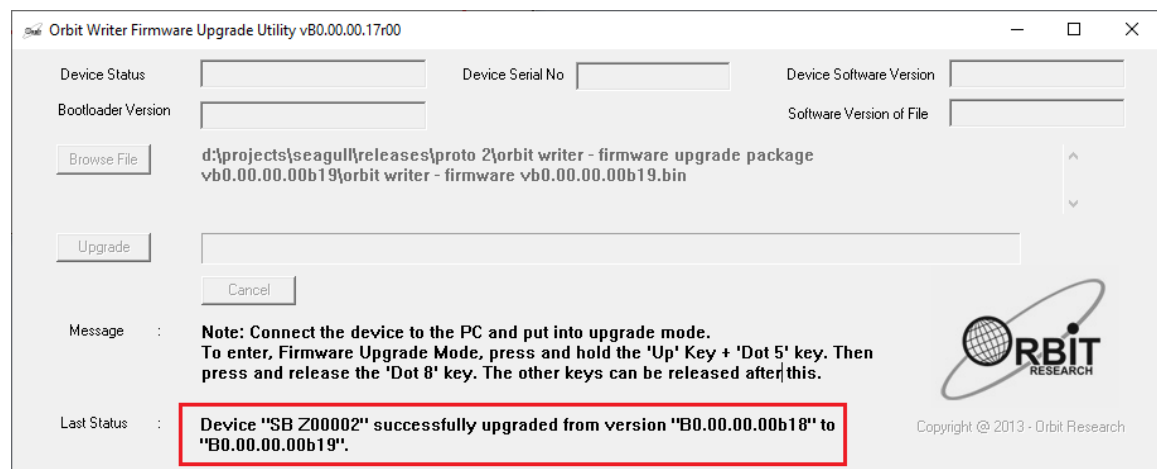 Orbit Writer Firmware Upgrade Utility vB0.00.00.17r00
Device Status
Device Serial No
Device Software Version
Bootloader Version
Software Version of File
Browse File
d:\projects\seagull\releases\proto 2\orbit writer - firmware upgrade package
vb0.00.00.00b19\orbit writer - firmware vb0.00.00.00b19.bin
Upgrade
Cancel
Message :
Note: Connect the device to the PC and put into upgrade mode.
To enter, Firmware Upgrade Mode, press and hold the 'Up' Key + 'Dot 5' key. Then
press and release the 'Dot 8' key. The other keys can be released after this.
ORBIT
RESEARCH
Last Status :
Device "SB Z00002" successfully upgraded from version "B0.00.00.00b18" to
"B0.00.00.00b19".
Copyright @ 2013 - Orbit Research